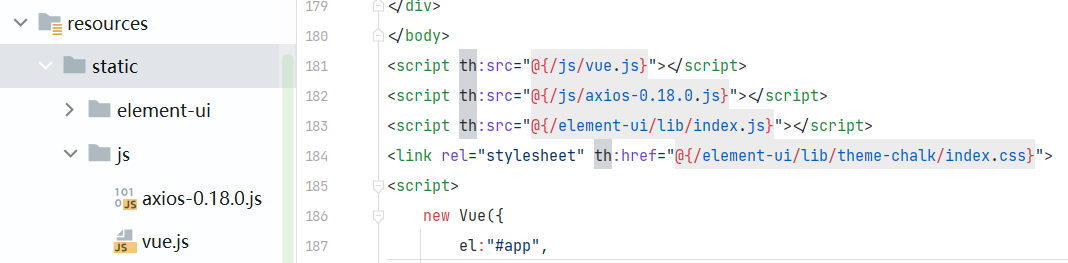 resources
static
element-ui
js
axios-0.18.0.js
vue.js
179 </div>
180 </body>
181 <script th:src="@{/js/vue.js}"></script>
182 <script th:src="@{/js/axios-0.18.0.js}"></script>
183 <script th:src="@{/element-ui/lib/index.js}"></script>
184 <link rel="stylesheet" th:href="@{/element-ui/lib/theme-chalk/index.css}">
185 <script>
186 new Vue({
187 el:"#app",